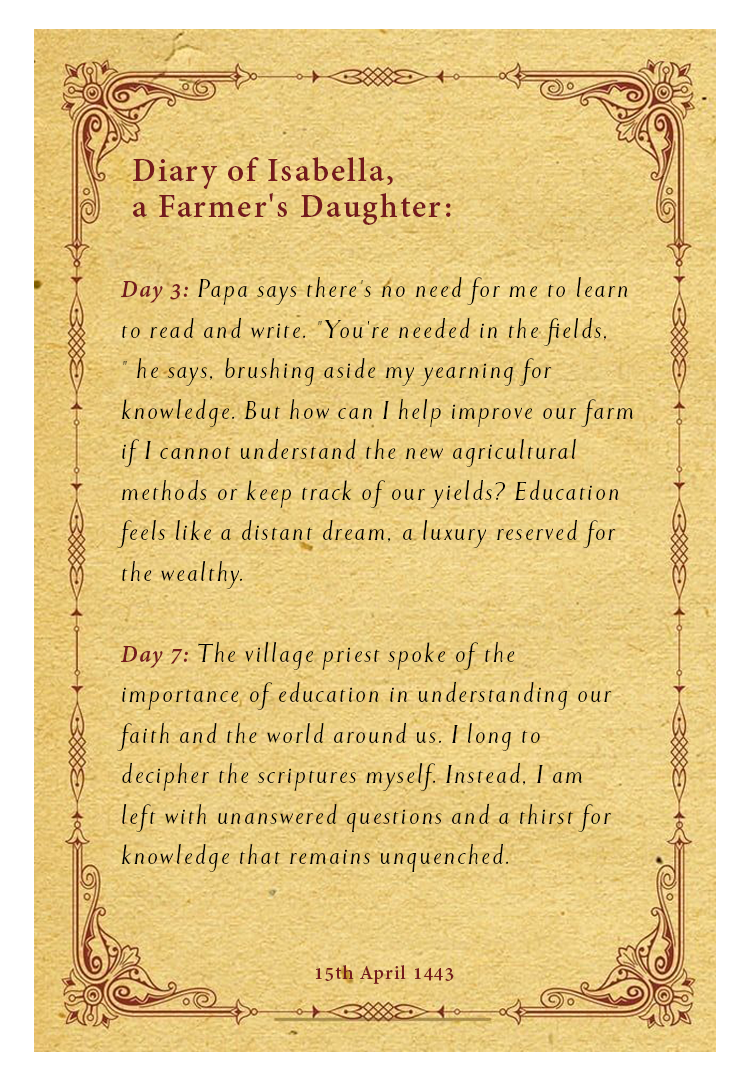 Diary of Isabella,
a Farmer's Daughter:
Day 3: Papa says there's no need for me to learn
to read and write. "You're needed in the fields,
" he says, brushing aside my yearning for
knowledge. But how can I help improve our farm
if I cannot understand the new agricultural
methods or keep track of our yields? Education
feels like a distant dream, a luxury reserved for
the wealthy.
Day 7: The village priest spoke of the
importance of education in understanding our
faith and the world around us. I long to
decipher the scriptures myself. Instead, I am
left with unanswered questions and a thirst for
knowledge that remains unquenched.
15th April 1443